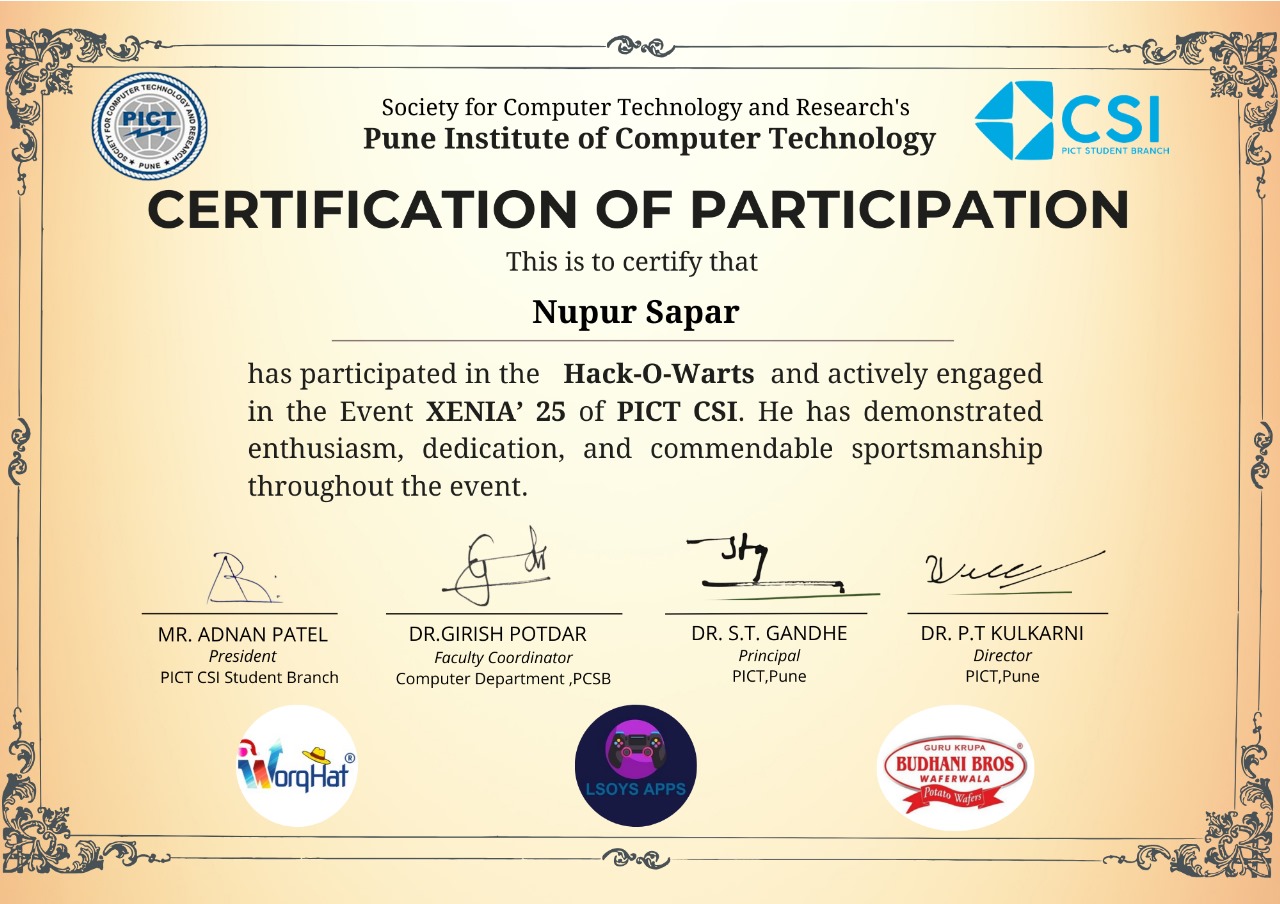 SOCIETY FOR COMPUTER TECHNOLOGY AND RESEARCH
PICT
★ PUNE ★
Society for Computer Technology and Research's
Pune Institute of Computer Technology
CSI
PICT STUDENT BRANCH
CERTIFICATION OF PARTICIPATION
This is to certify that
Nupur Sapar
has participated in the Hack-O-Warts and actively engaged
in the Event XENIA’ 25 of PICT CSI. He has demonstrated
enthusiasm, dedication, and commendable sportsmanship
throughout the event.
MR. ADNAN PATEL
President
PICT CSI Student Branch
DR.GIRISH POTDAR
Faculty Coordinator
Computer Department ,PCSB
DR. S.T. GANDHE
Principal
PICT,Pune
DR. P.T KULKARNI
Director
PICT,Pune
WorqHat®
LSOYS APPS
GURU KRUPA ®
BUDHANI BROS
WAFERWALA
Potato Wafers